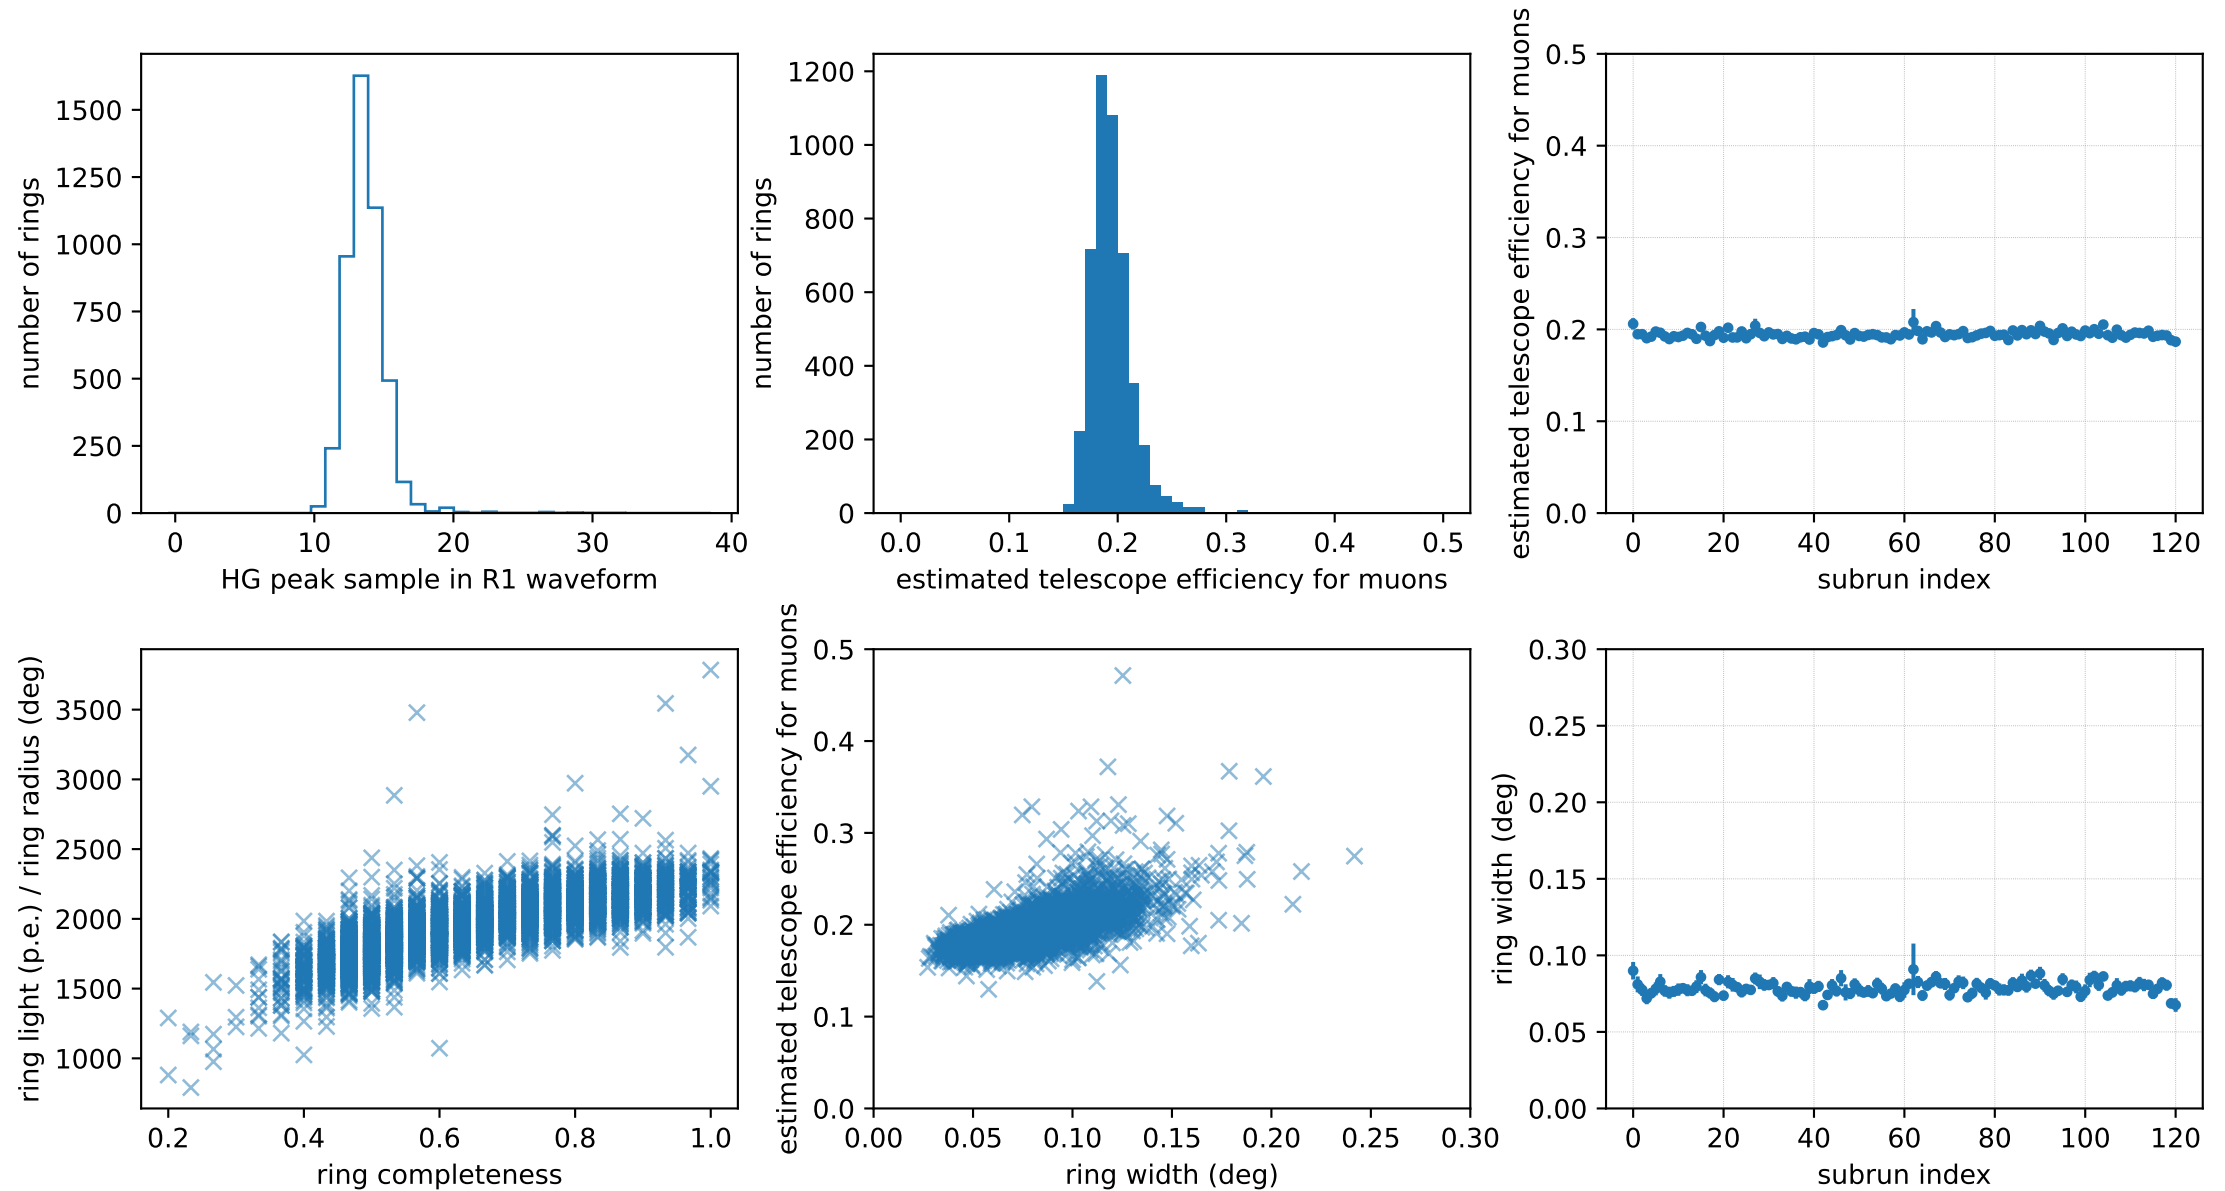 number of rings
1500
1250
1000
750
500
250
0
0 10 20 30 40
HG peak sample in R1 waveform
number of rings
1200
1000
800
600
400
200
0
0.0 0.1 0.2 0.3 0.4 0.5
estimated telescope efficiency for muons
estimated telescope efficiency for muons
0.5
0.4
0.3
0.2
0.1
0.0
0 20 40 60 80 100 120
subrun index
ring light (p.e.) / ring radius (deg)
3500
3000
2500
2000
1500
1000
0.2 0.4 0.6 0.8 1.0
ring completeness
estimated telescope efficiency for muons
0.5
0.4
0.3
0.2
0.1
0.0
0.00 0.05 0.10 0.15 0.20 0.25 0.30
ring width (deg)
ring width (deg)
0.30
0.25
0.20
0.15
0.10
0.05
0.00
0 20 40 60 80 100 120
subrun index